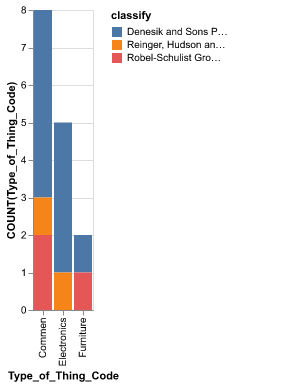 classify
Denesik and Sons P...
Reinger, Hudson an...
Robel-Schulist Gro...
COUNT(Type_of_Thing_Code)
8
7
6
5
4
3
2
1
0
Commen
Electronics
Furniture
Type_of_Thing_Code